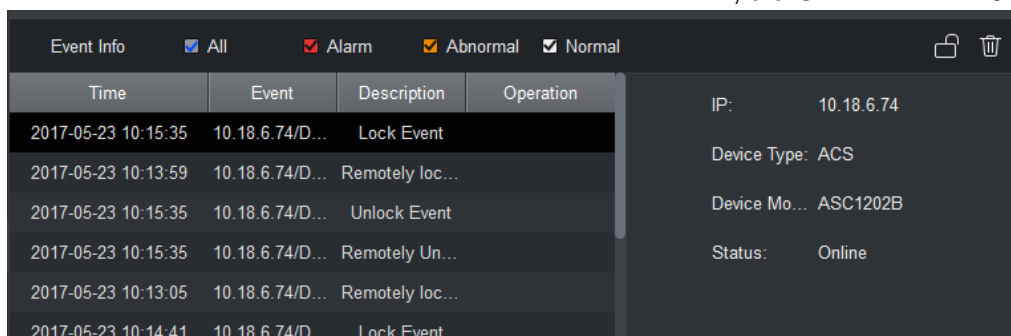 Event Info All Alarm Abnormal Normal
Time Event Description Operation
2017-05-23 10:15:35 10.18.6.74/D... Lock Event
2017-05-23 10:13:59 10.18.6.74/D... Remotely loc...
2017-05-23 10:15:35 10.18.6.74/D... Unlock Event
2017-05-23 10:15:35 10.18.6.74/D... Remotely Un...
2017-05-23 10:13:05 10.18.6.74/D... Remotely loc...
2017-05-23 10:14:41 10.18.6.74/D... Lock Event
IP: 10.18.6.74
Device Type: ACS
Device Mo... ASC1202B
Status: Online